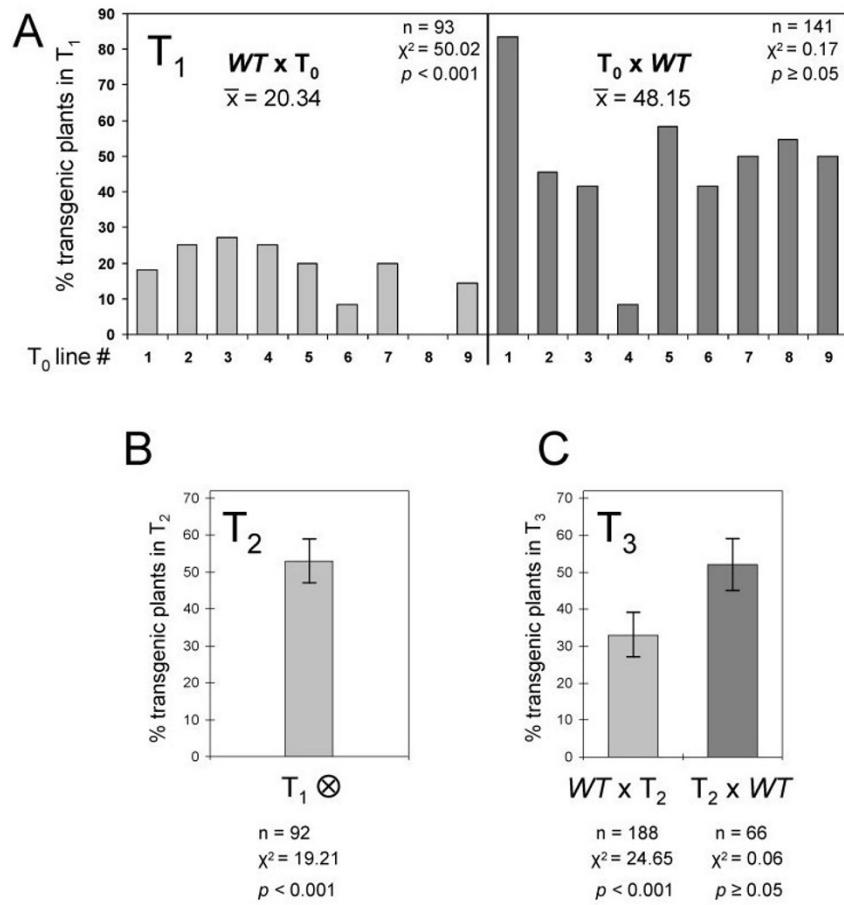 A
% transgenic plants in T₁
90
80
70
60
50
40
30
20
10
0
T₁
WT x T₀
x̄ = 20.34
n = 93
χ² = 50.02
p < 0.001
T₀ x WT
x̄ = 48.15
n = 141
χ² = 0.17
p ≥ 0.05
T₀ line # 1 2 3 4 5 6 7 8 9 1 2 3 4 5 6 7 8 9
B
% transgenic plants in T₂
70
60
50
40
30
20
10
0
T₂
T₁ ⊗
n = 92
χ² = 19.21
p < 0.001
C
% transgenic plants in T₃
70
60
50
40
30
20
10
0
T₃
WT x T₂ T₂ x WT
n = 188 n = 66
χ² = 24.65 χ² = 0.06
p < 0.001 p ≥ 0.05